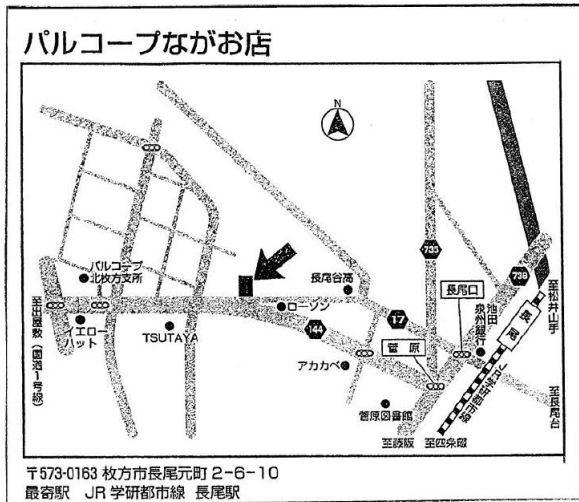 パルコープながお店
N
パルコープ
北枚方支所
至出屋敷(国道1号線)
イエロー
ハット
TSUTAYA
ローソン
長尾谷高
144
17
735
736
長尾口
菅原
池田
泉州銀行
長尾
至松井山手
JR学研都市線
アカカベ
菅原図書館
至藤阪
至四条畷
至長尾台
〒573-0163 枚方市長尾元町2-6-10
最寄駅 JR学研都市線 長尾駅